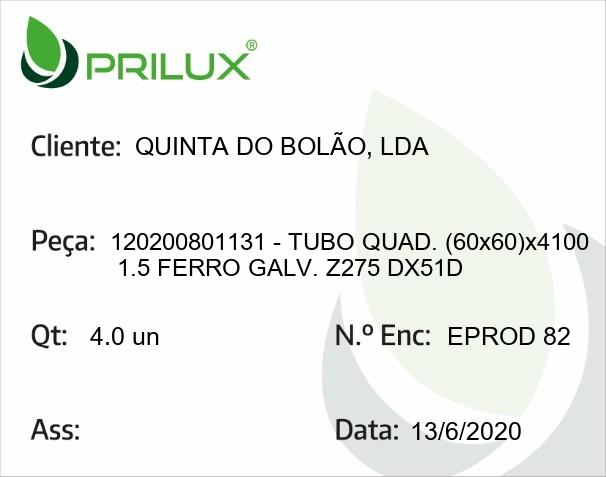 PRILUX®
Cliente: QUINTA DO BOLÃO, LDA
Peça: 120200801131 - TUBO QUAD. (60x60)x4100
1.5 FERRO GALV. Z275 DX51D
Qt: 4.0 un N.º Enc: EPROD 82
Ass: Data: 13/6/2020